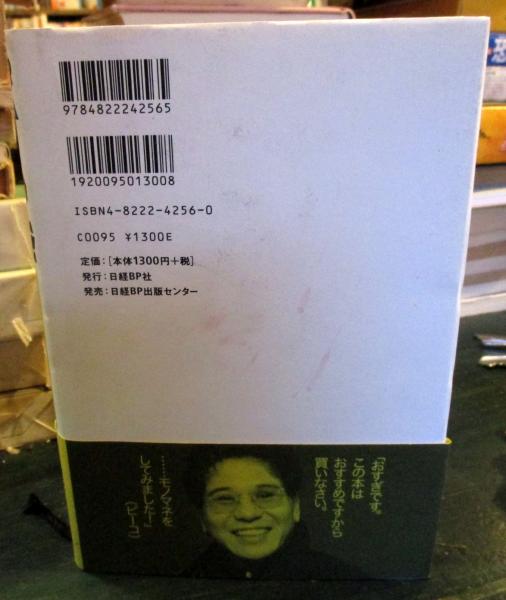 9784822242565
1920095013008
ISBN4-8222-4256-0
C0095 ¥1300E
定価：[本体1300円＋税]
発行：日経BP社
発売：日経BP出版センター
「おすぎです。
この本は
おすすめですから
買いなさい。
……モノマネを
してみました!」
(ピーコ)
恐